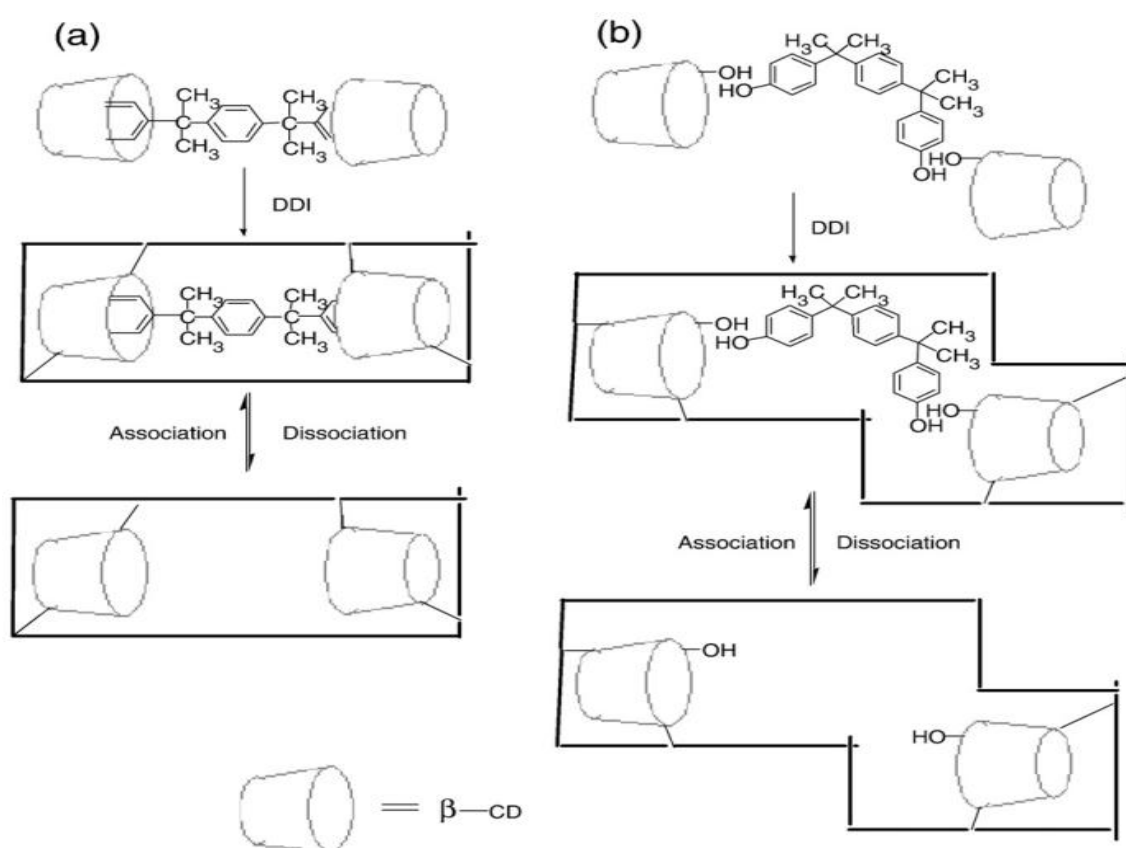 (a)
CH3 CH3
C C
CH3 CH3
DDI
CH3 CH3
C C
CH3 CH3
Association Dissociation
(b)
H3C CH3
OH
HO
CH3
CH3
HO
OH
DDI
H3C CH3
OH
HO
CH3
CH3
HO
OH
Association Dissociation
OH
HO
β—CD